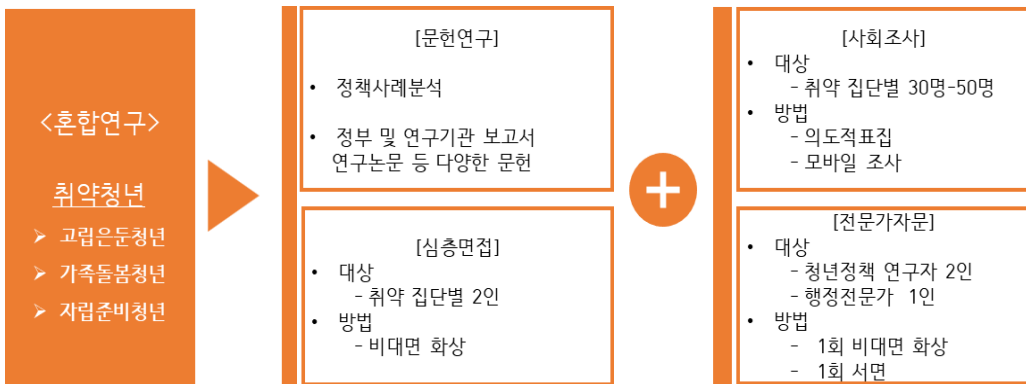 <혼합연구>
취약청년
➢ 고립은둔청년
➢ 가족돌봄청년
➢ 자립준비청년
[문헌연구]
• 정책사례분석
• 정부 및 연구기관 보고서
연구논문 등 다양한 문헌
[심층면접]
• 대상
- 취약 집단별 2인
• 방법
- 비대면 화상
[사회조사]
• 대상
- 취약 집단별 30명-50명
• 방법
- 의도적표집
- 모바일 조사
[전문가자문]
• 대상
- 청년정책 연구자 2인
- 행정전문가 1인
• 방법
- 1회 비대면 화상
- 1회 서면